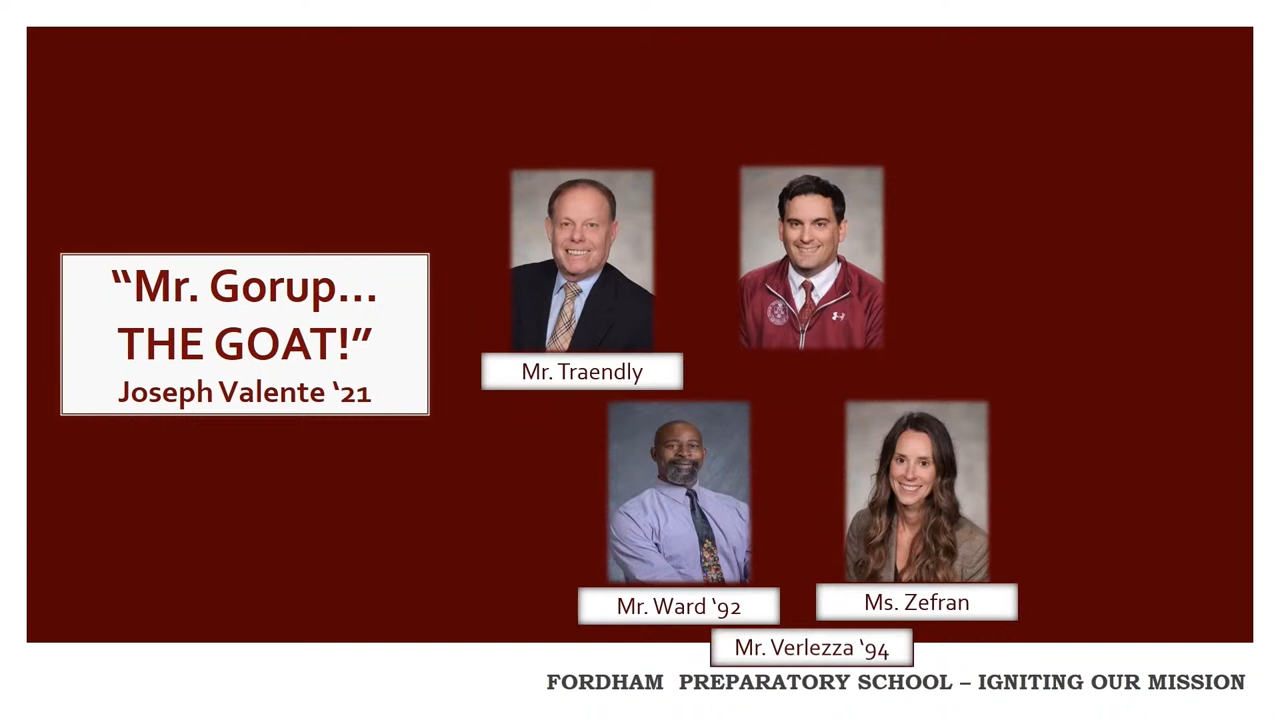 “Mr. Gorup...
THE GOAT!”
Joseph Valente ‘21
Mr. Traendly
Mr. Ward ‘92
Ms. Zefran
Mr. Verlezza ‘94
FORDHAM  PREPARATORY SCHOOL – IGNITING OUR MISSION